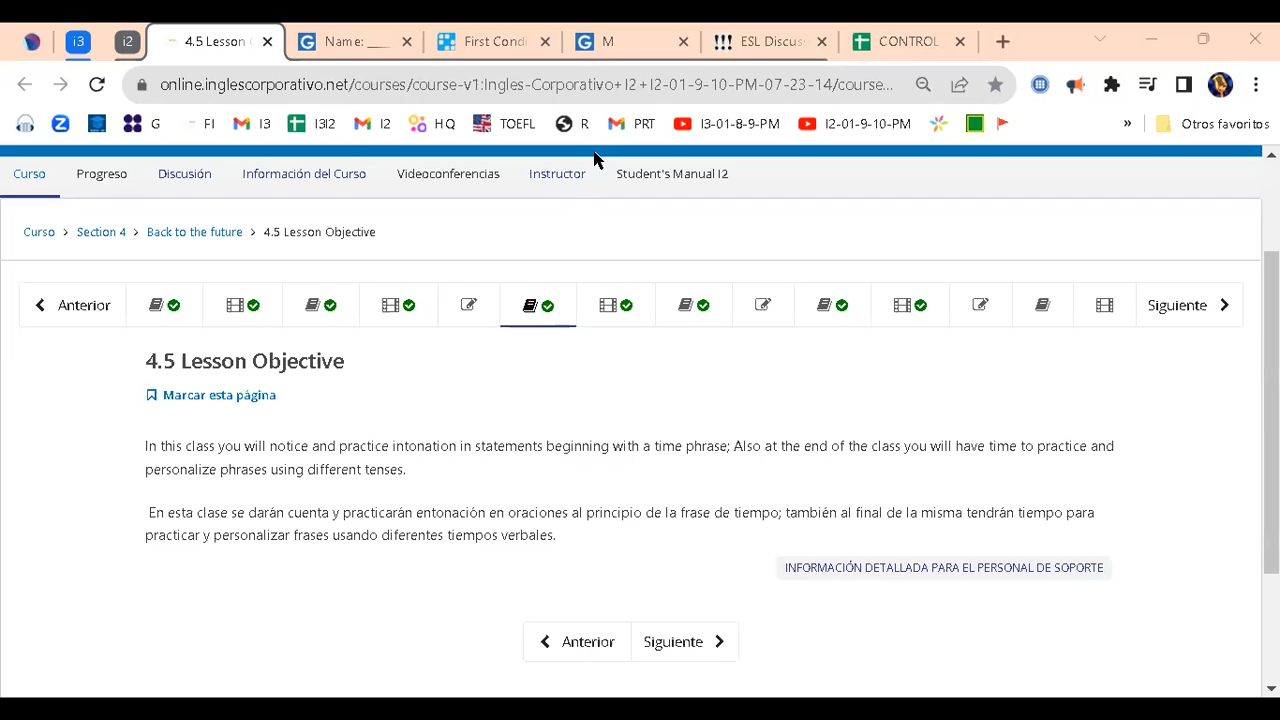 i3
i2
4.5 Lesson
Name: ____
First Condi
M
ESL Discus
CONTROL
online.inglescorporativo.net/courses/course-v1:Ingles-Corporativo+I2+I2-01-9-10-PM-07-23-14/course...
G
FI
I3
I3I2
I2
HQ
TOEFL
R
PRT
I3-01-8-9-PM
I2-01-9-10-PM
»
Otros favoritos
Curso
Progreso
Discusión
Información del Curso
Videoconferencias
Instructor
Student's Manual I2
Curso > Section 4 > Back to the future > 4.5 Lesson Objective
Anterior
Siguiente
4.5 Lesson Objective
Marcar esta página
In this class you will notice and practice intonation in statements beginning with a time phrase; Also at the end of the class you will have time to practice and
personalize phrases using different tenses.
En esta clase se darán cuenta y practicarán entonación en oraciones al principio de la frase de tiempo; también al final de la misma tendrán tiempo para
practicar y personalizar frases usando diferentes tiempos verbales.
INFORMACIÓN DETALLADA PARA EL PERSONAL DE SOPORTE
Anterior
Siguiente